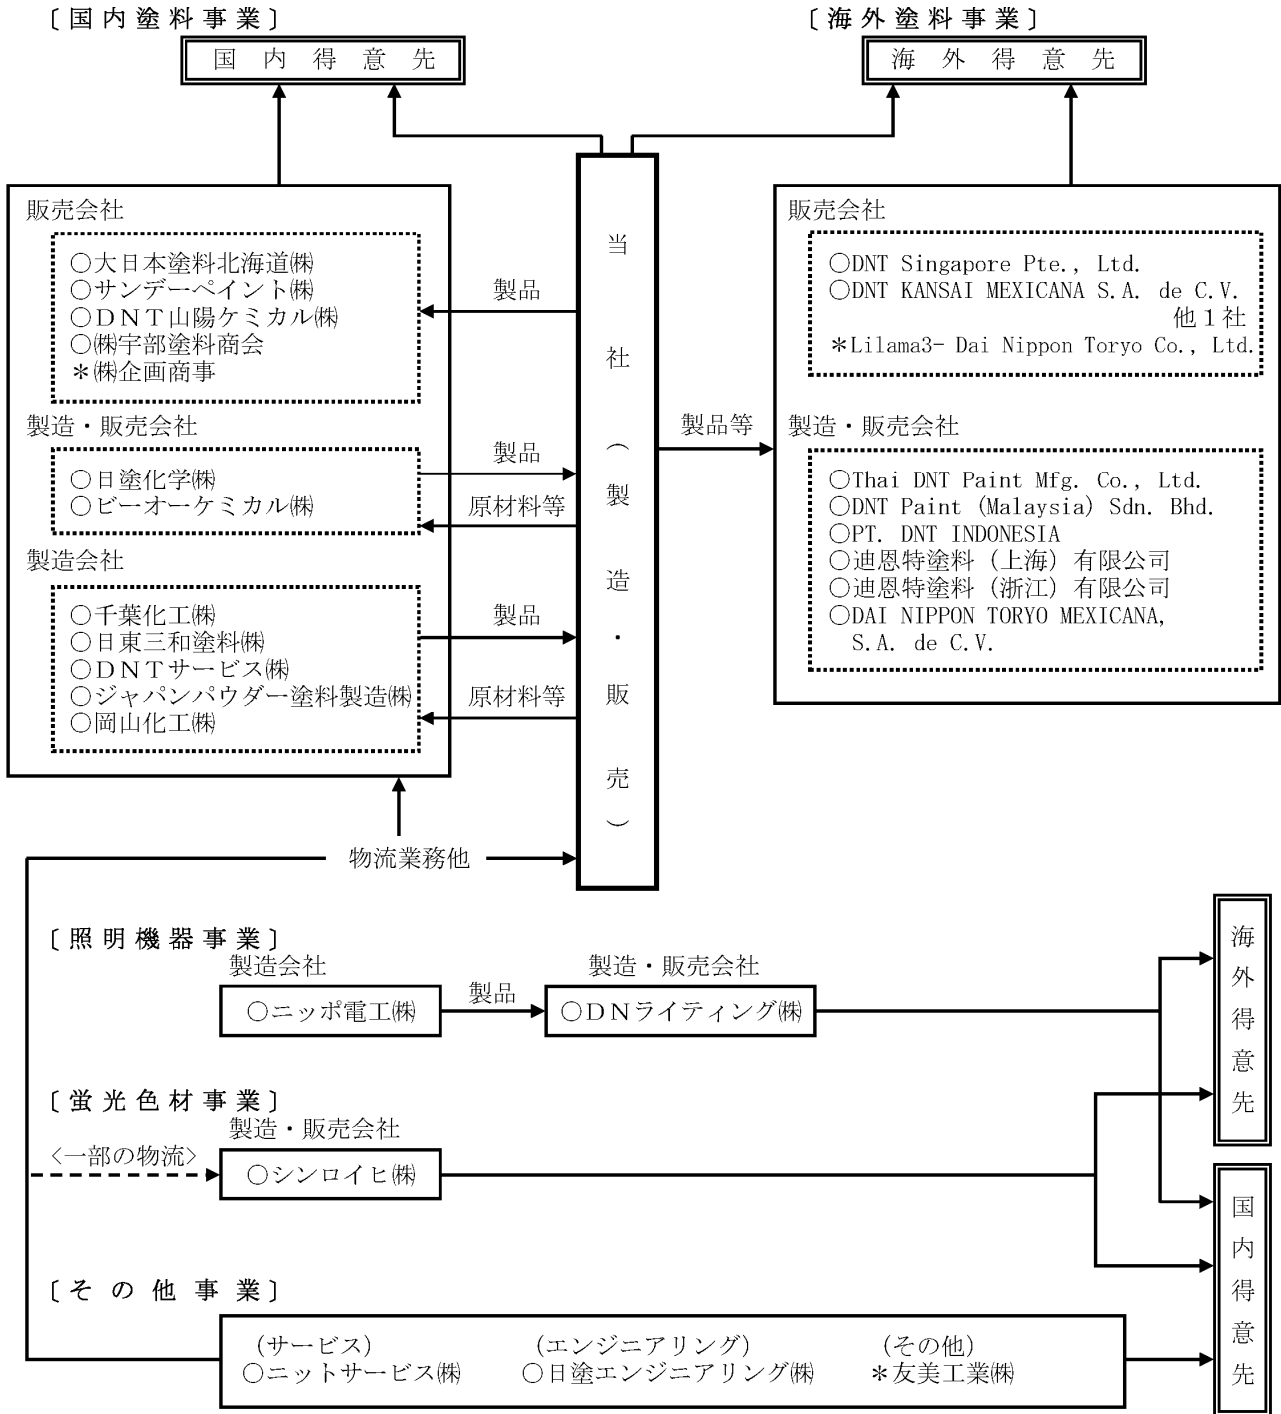 〔国内塗料事業〕
国内得意先
〔海外塗料事業〕
海外得意先
販売会社
○大日本塗料北海道㈱
○サンデーペイント㈱
○ＤＮＴ山陽ケミカル㈱
○㈱宇部塗料商会
＊㈱企画商事
製造・販売会社
○日塗化学㈱
○ビーオーケミカル㈱
製造会社
○千葉化工㈱
○日東三和塗料㈱
○ＤＮＴサービス㈱
○ジャパンパウダー塗料製造㈱
○岡山化工㈱
製品
製品
原材料等
製品
原材料等
当社（製造・販売）
製品等
販売会社
○DNT Singapore Pte., Ltd.
○DNT KANSAI MEXICANA S.A. de C.V.
他１社
＊Lilama3- Dai Nippon Toryo Co., Ltd.
製造・販売会社
○Thai DNT Paint Mfg. Co., Ltd.
○DNT Paint (Malaysia) Sdn. Bhd.
○PT. DNT INDONESIA
○迪恩特塗料（上海）有限公司
○迪恩特塗料（浙江）有限公司
○DAI NIPPON TORYO MEXICANA,
S.A. de C.V.
物流業務他
〔照明機器事業〕
製造会社
○ニッポ電工㈱
製品
製造・販売会社
○ＤＮライティング㈱
海外得意先
〔蛍光色材事業〕
製造・販売会社
<一部の物流>
○シンロイヒ㈱
国内得意先
〔その他事業〕
（サービス）
○ニットサービス㈱
（エンジニアリング）
○日塗エンジニアリング㈱
（その他）
＊友美工業㈱